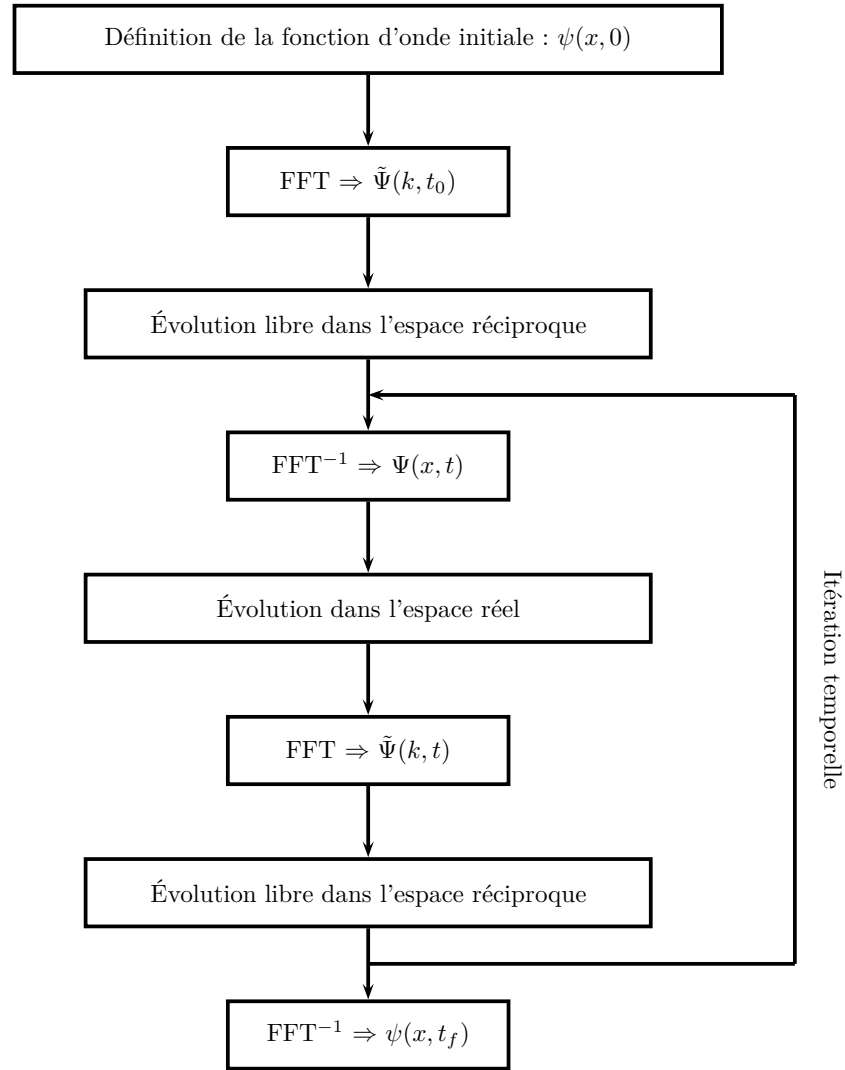 Définition de la fonction d'onde initiale : ψ(x, 0)
FFT ⇒ Ψ̃(k, t₀)
Évolution libre dans l'espace réciproque
FFT⁻¹ ⇒ Ψ(x, t)
Évolution dans l'espace réel
FFT ⇒ Ψ̃(k, t)
Évolution libre dans l'espace réciproque
FFT⁻¹ ⇒ ψ(x, t_f)
Itération temporelle